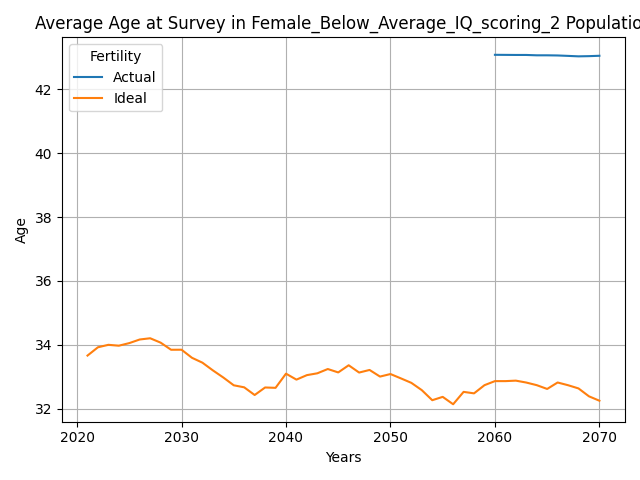 Average Age at Survey in Female_Below_Average_IQ_scoring_2 Populatio
Fertility
Actual
Ideal
42
40
38
36
34
32
Age
2020 2030 2040 2050 2060 2070
Years